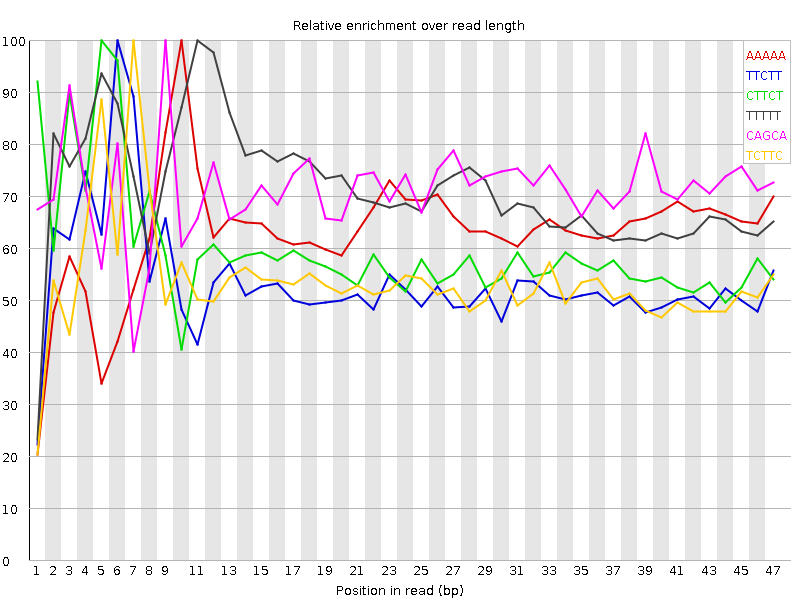 Relative enrichment over read length
100
90
80
70
60
50
40
30
20
10
0
AAAAA
TTCTT
CTTCT
TTTTT
CAGCA
TCTTC
1 2 3 4 5 6 7 8 9 11 13 15 17 19 21 23 25 27 29 31 33 35 37 39 41 43 45 47
Position in read (bp)